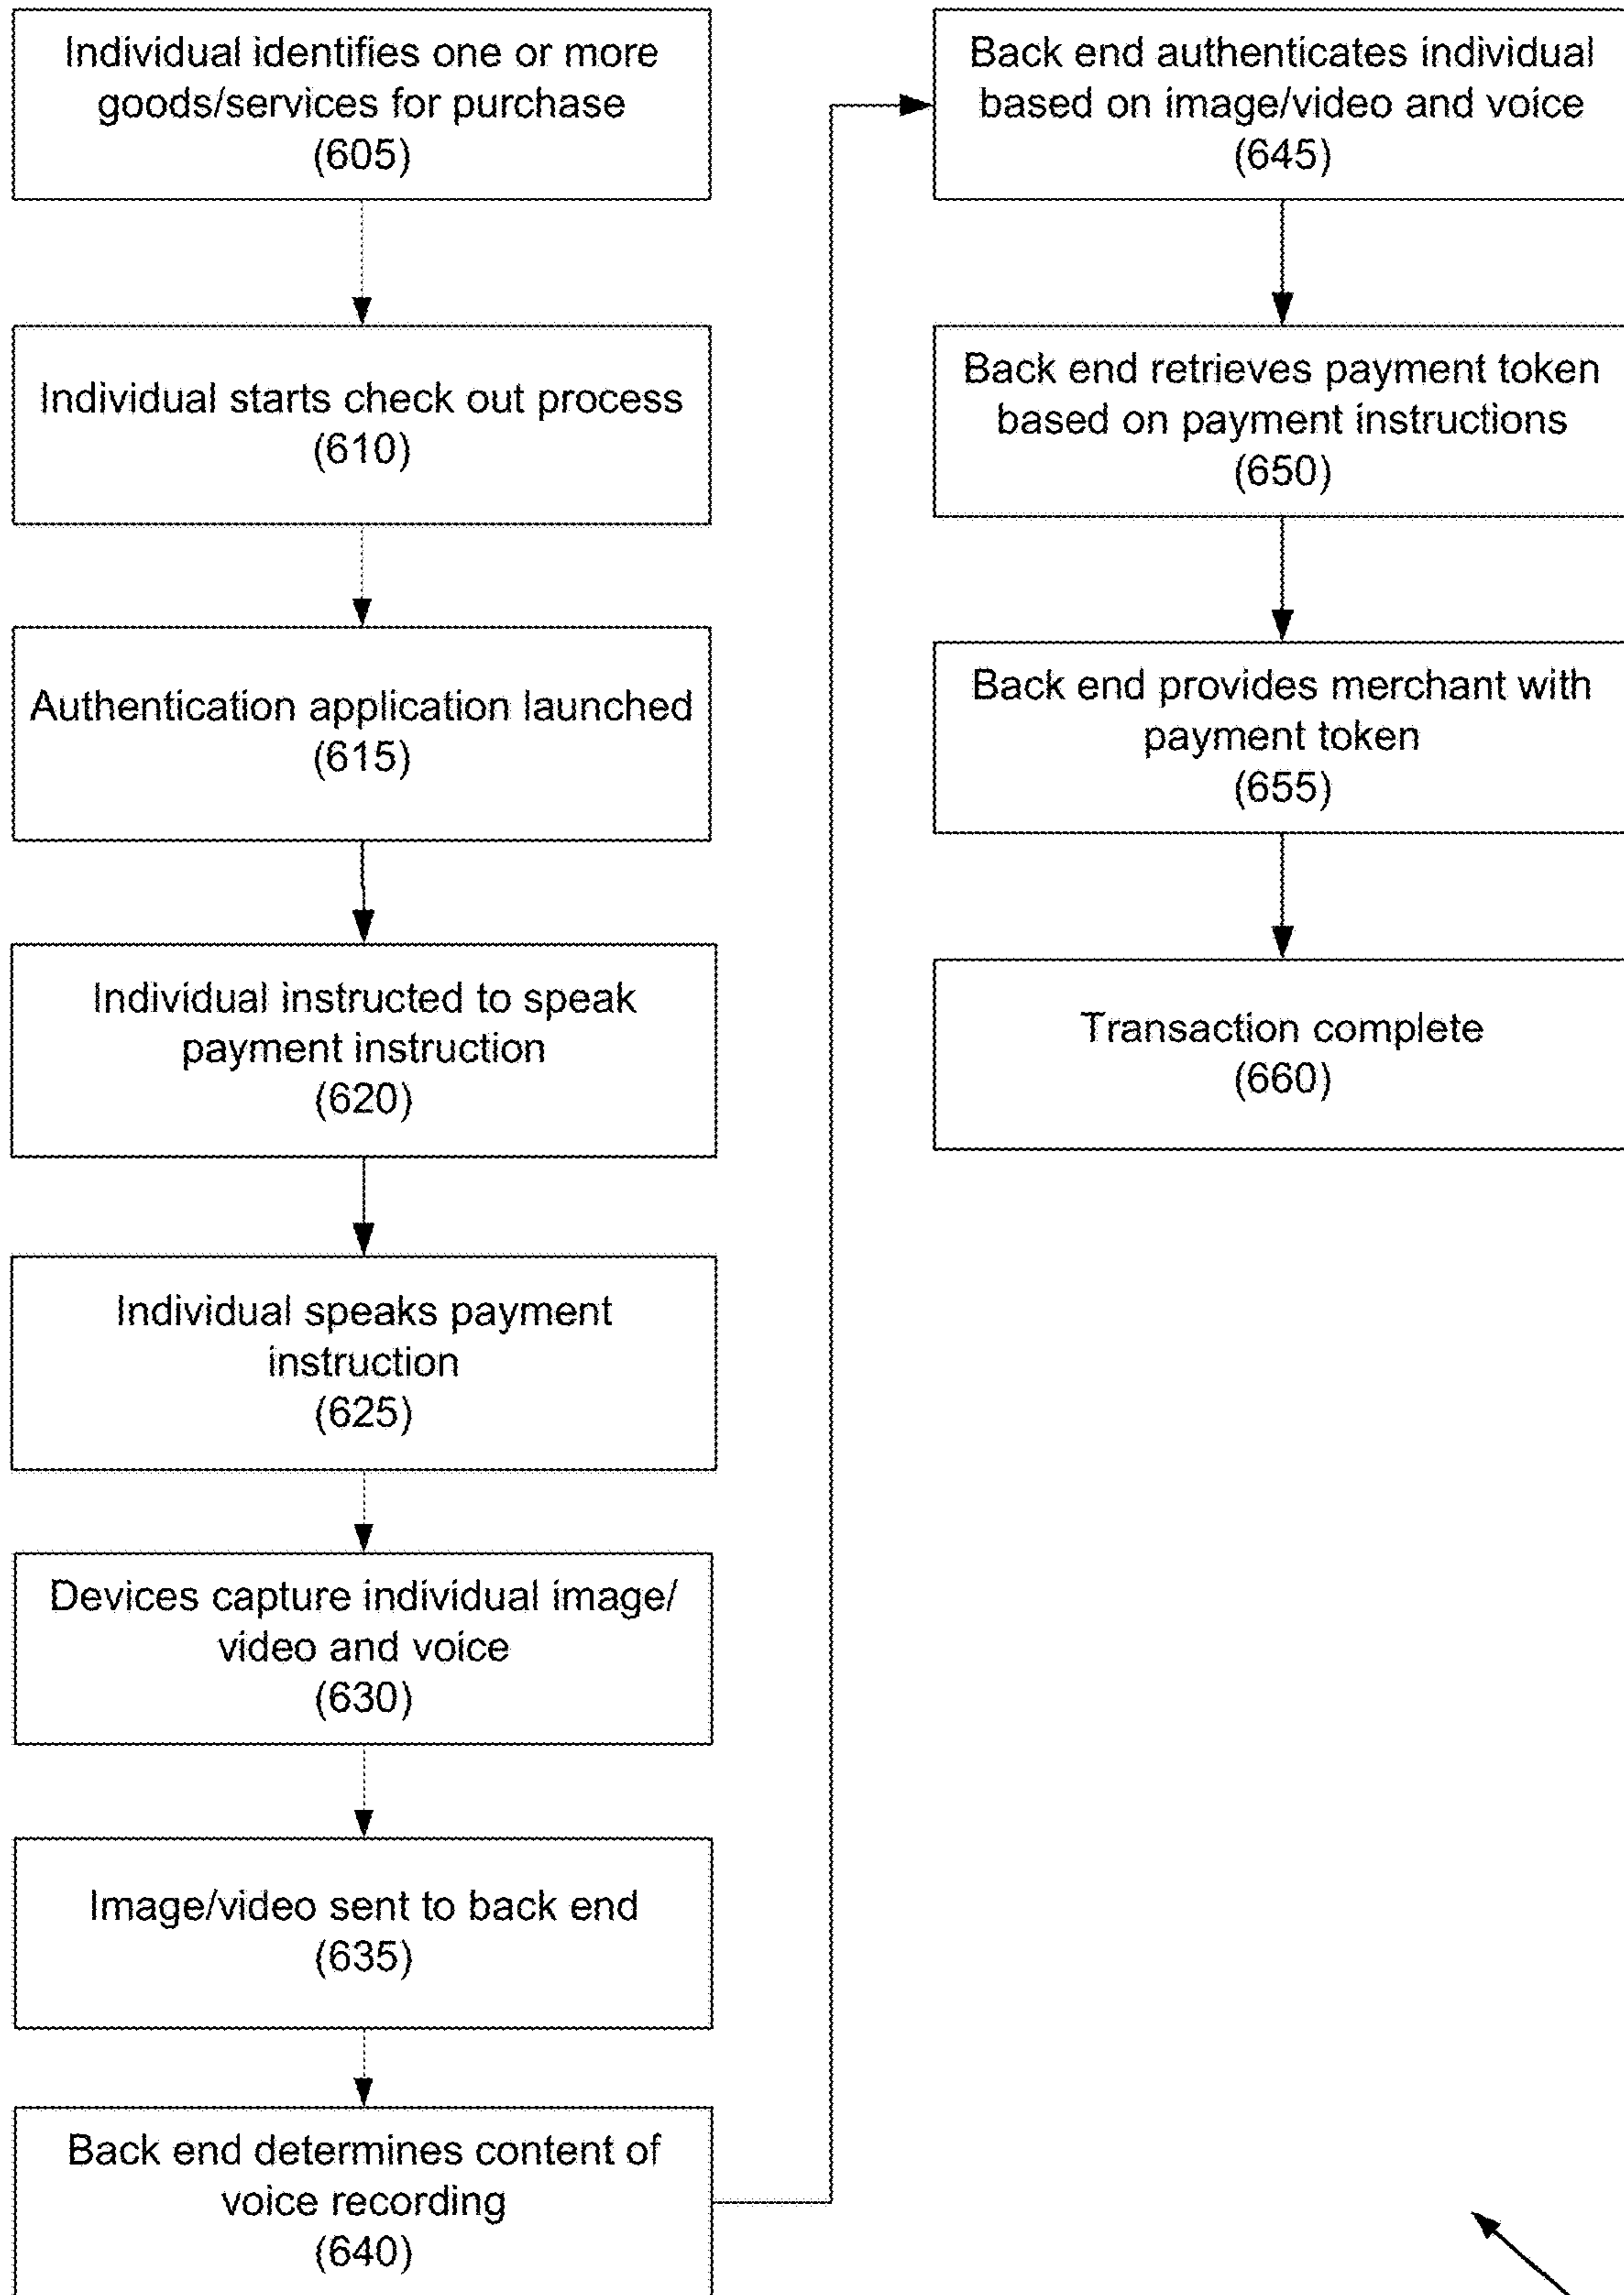 Individual identifies one or more
goods/services for purchase
(605)
Individual starts check out process
(610)
Authentication application launched
(615)
Individual instructed to speak
payment instruction
(620)
Individual speaks payment
instruction
(625)
Devices capture individual image/
video and voice
(630)
Image/video sent to back end
(635)
Back end determines content of
voice recording
(640)
Back end authenticates individual
based on image/video and voice
(645)
Back end retrieves payment token
based on payment instructions
(650)
Back end provides merchant with
payment token
(655)
Transaction complete
(660)